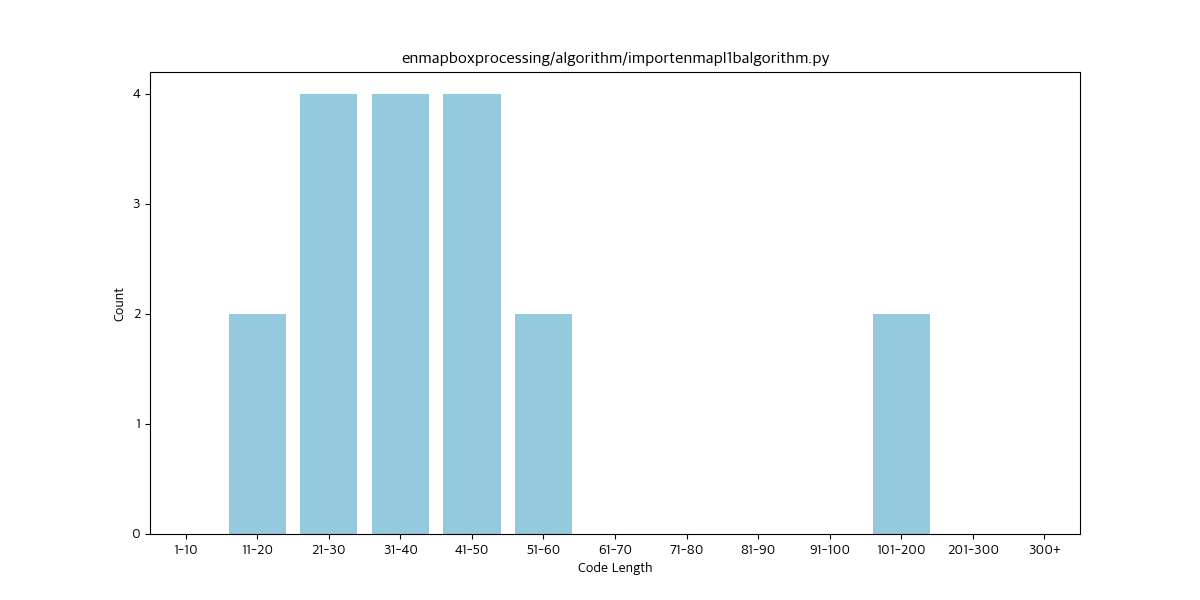 enmapboxprocessing/algorithm/importenmapl1balgorithm.py
4
3
2
1
0
Count
1-10 11-20 21-30 31-40 41-50 51-60 61-70 71-80 81-90 91-100 101-200 201-300 300+
Code Length